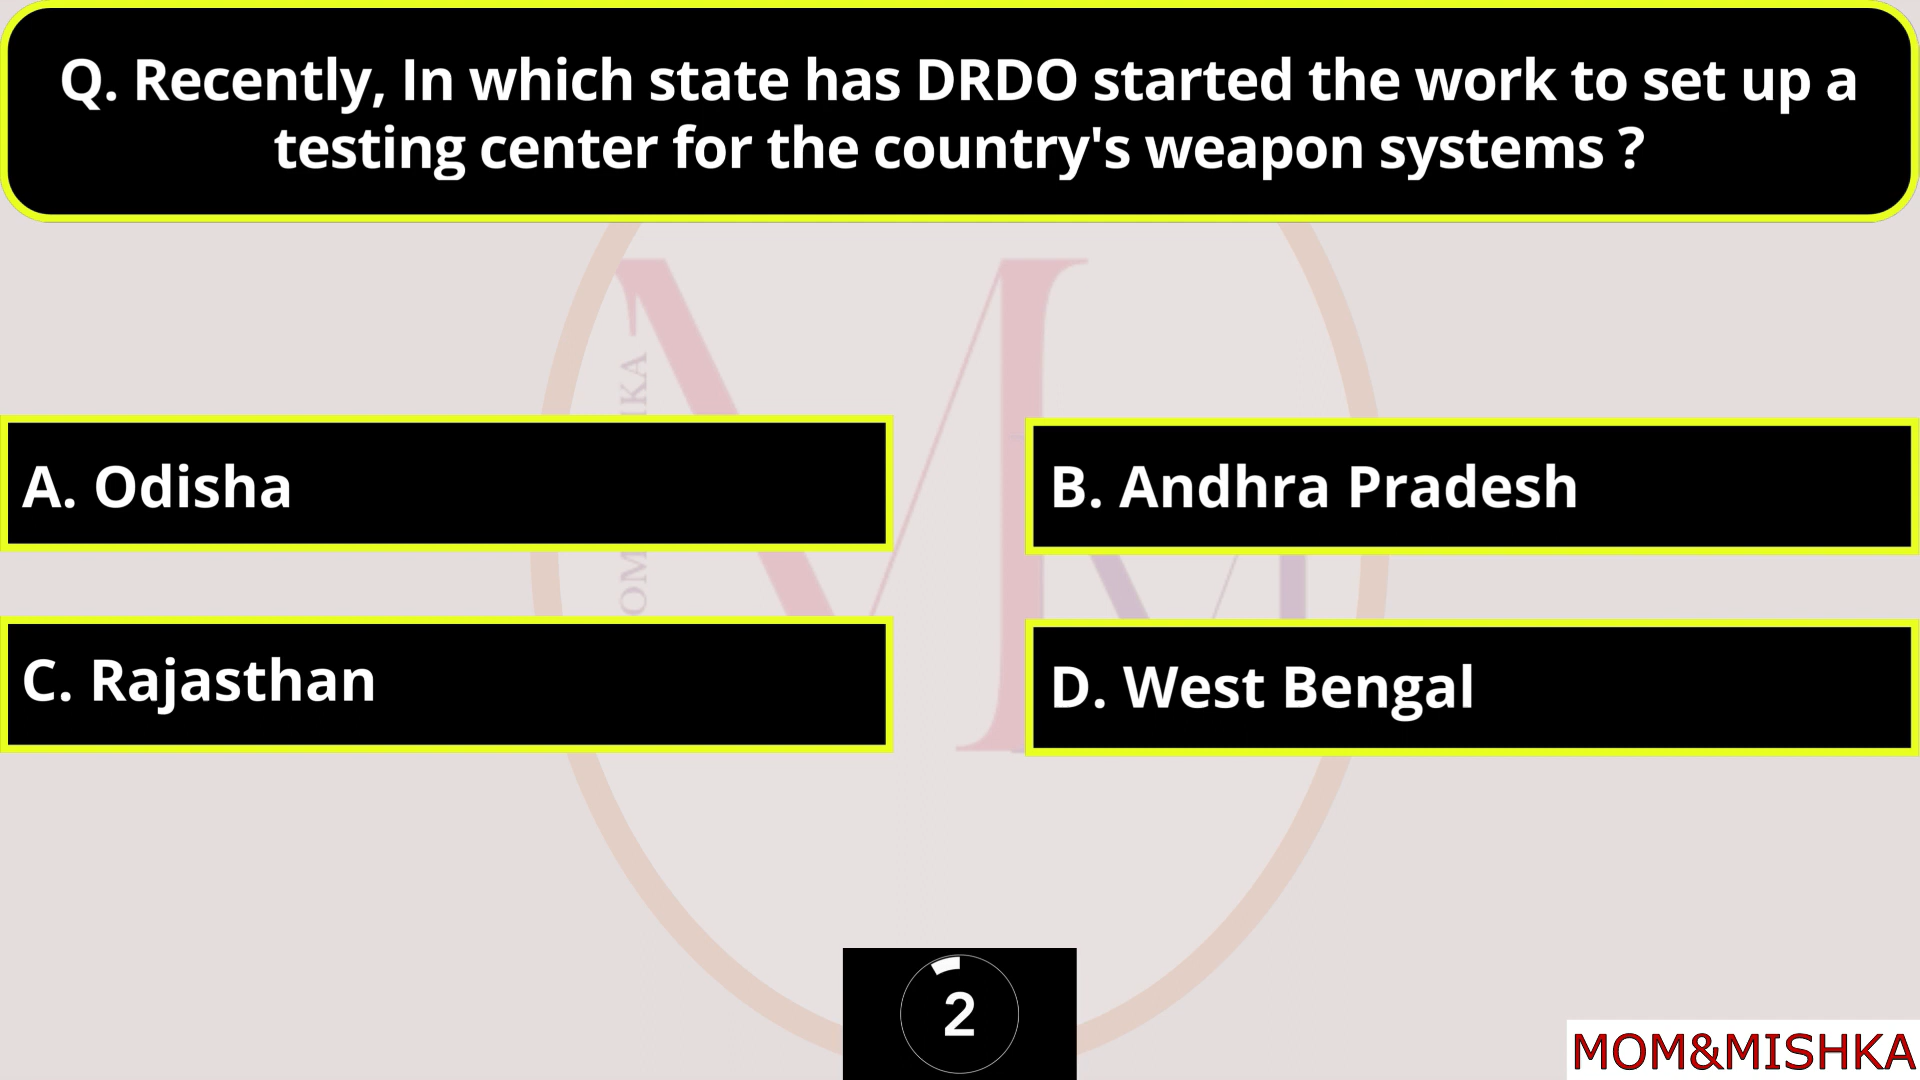 Q. Recently, In which state has DRDO started the work to set up a
testing center for the country's weapon systems ?
A. Odisha
B. Andhra Pradesh
C. Rajasthan
D. West Bengal
2
MOM&MISHKA